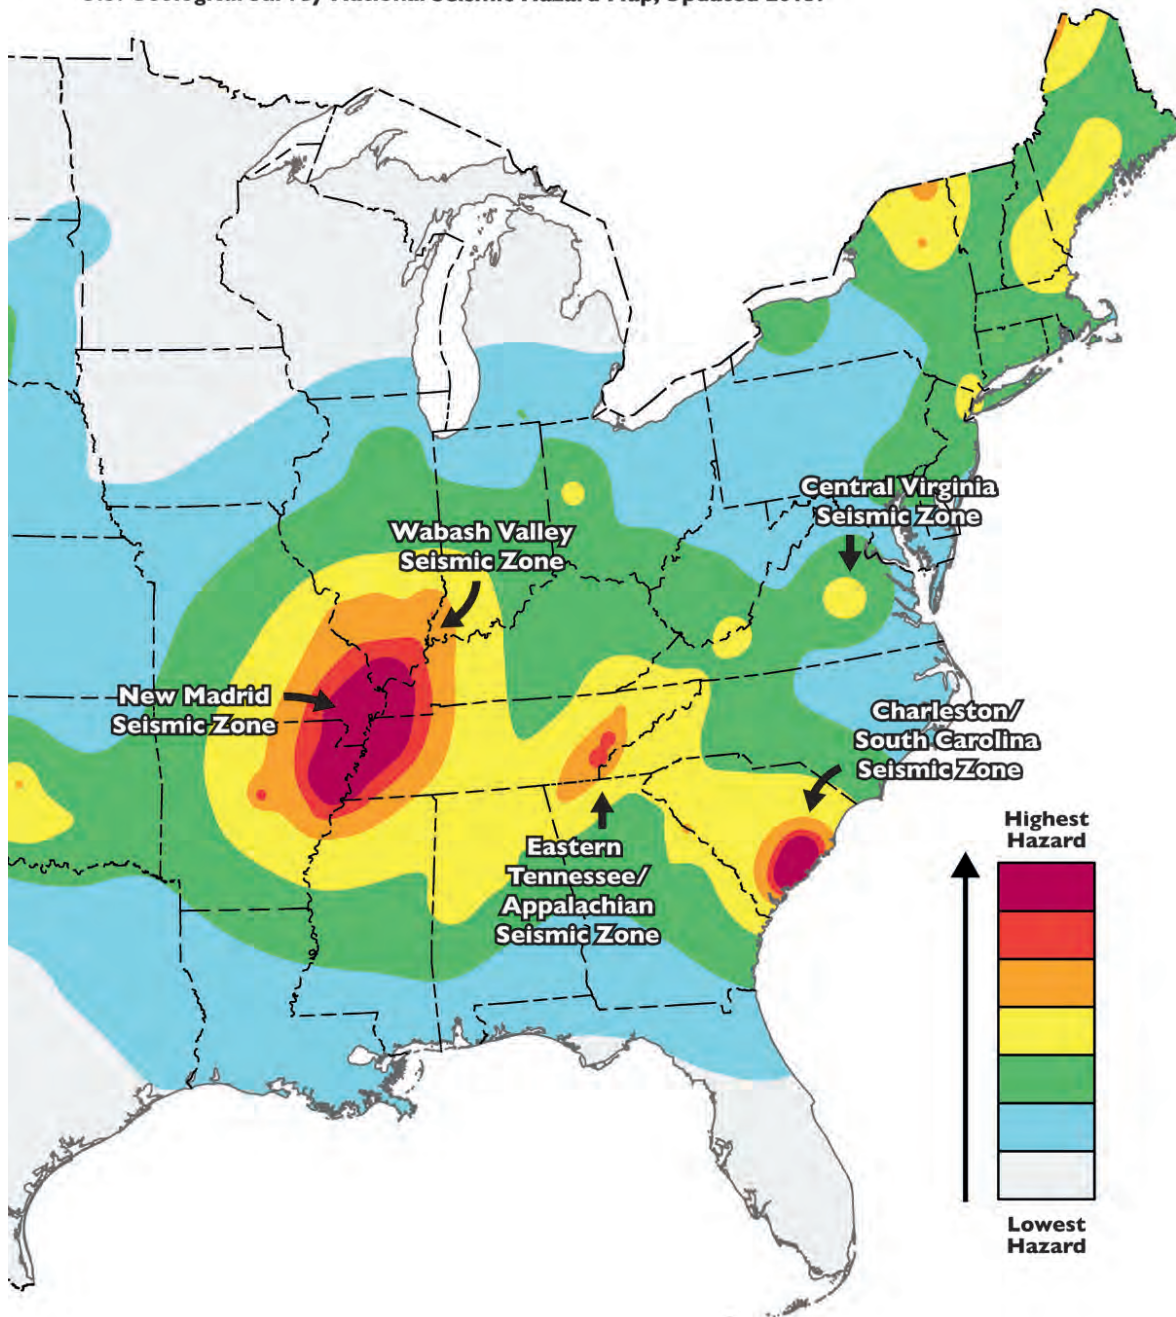 Central Virginia
Seismic Zone
Wabash Valley
Seismic Zone
New Madrid
Seismic Zone
Charleston/
South Carolina
Seismic Zone
Eastern
Tennessee/
Appalachian
Seismic Zone
Highest
Hazard
Lowest
Hazard